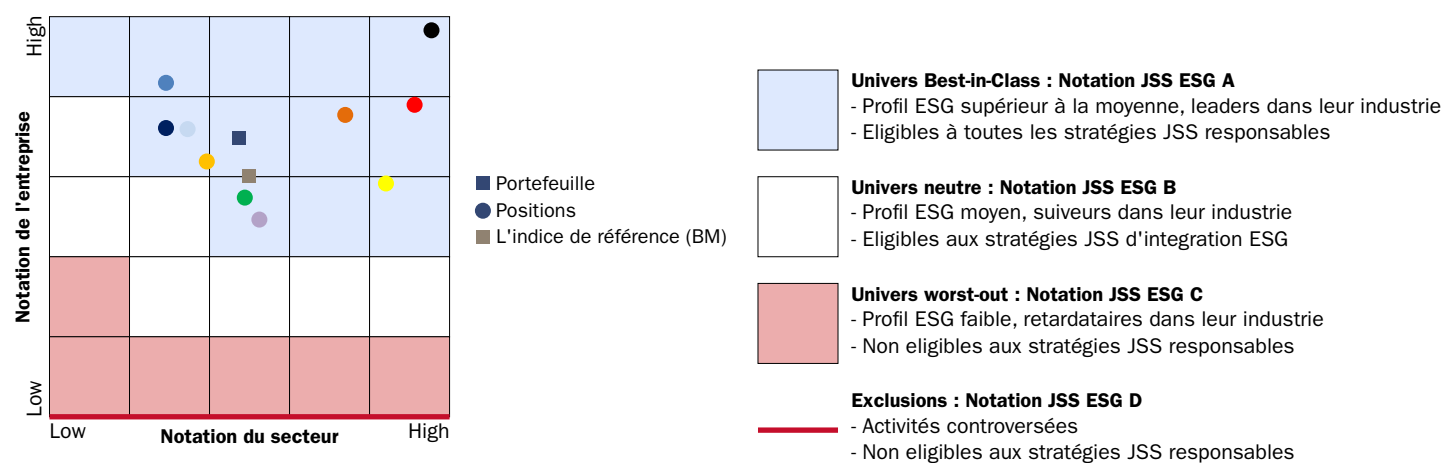 High
Notation de l'entreprise
Low
Low
Notation du secteur
High
Portefeuille
Positions
L'indice de référence (BM)
Univers Best-in-Class : Notation JSS ESG A
- Profil ESG supérieur à la moyenne, leaders dans leur industrie
- Eligibles à toutes les stratégies JSS responsables
Univers neutre : Notation JSS ESG B
- Profil ESG moyen, suiveurs dans leur industrie
- Eligibles aux stratégies JSS d'integration ESG
Univers worst-out : Notation JSS ESG C
- Profil ESG faible, retardataires dans leur industrie
- Non eligibles aux stratégies JSS responsables
Exclusions : Notation JSS ESG D
- Activités controversées
- Non eligibles aux stratégies JSS responsables